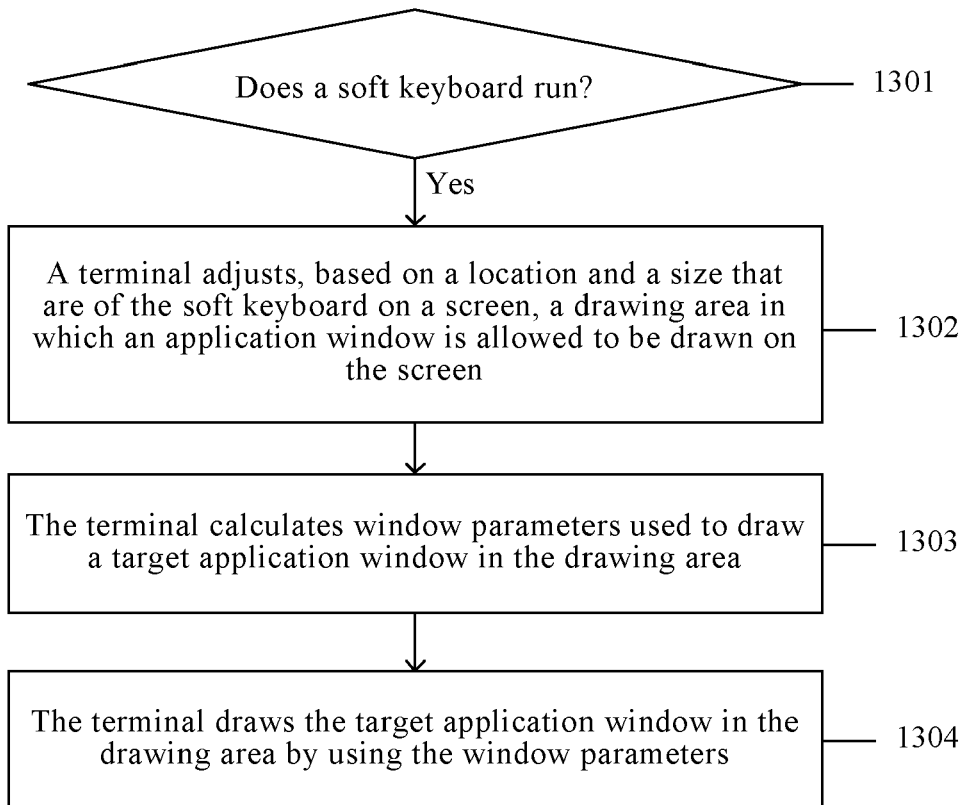 Does a soft keyboard run?
1301
Yes
A terminal adjusts, based on a location and a size that
are of the soft keyboard on a screen, a drawing area in
which an application window is allowed to be drawn on
the screen
1302
The terminal calculates window parameters used to draw
a target application window in the drawing area
1303
The terminal draws the target application window in the
drawing area by using the window parameters
1304